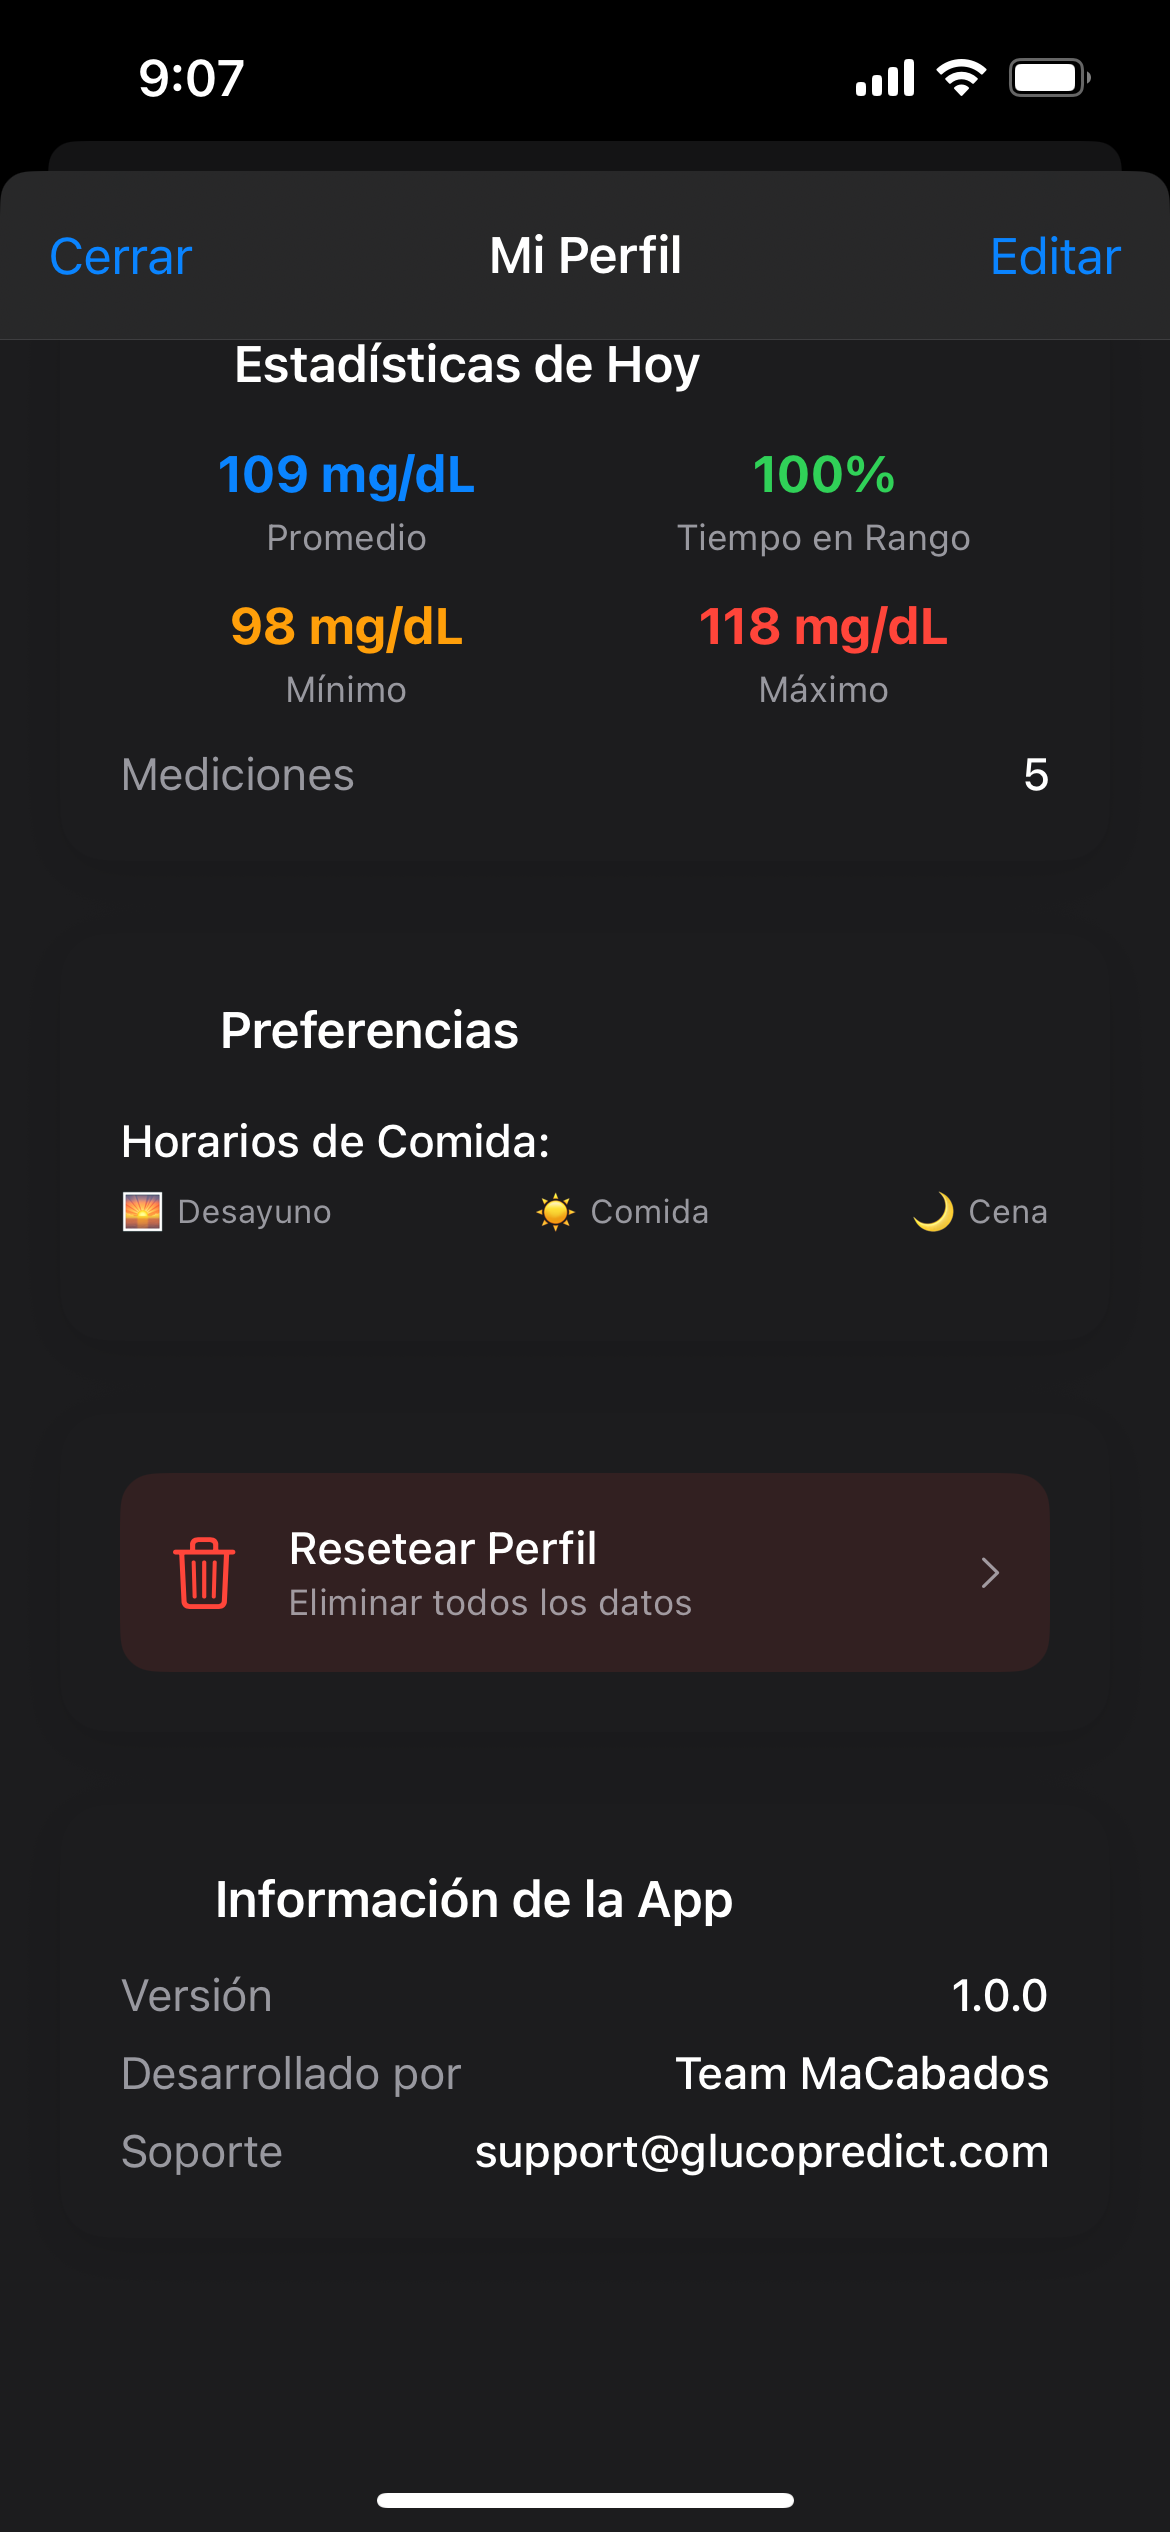 9:07
Cerrar Mi Perfil Editar
Estadísticas de Hoy
109 mg/dL 100%
Promedio Tiempo en Rango
98 mg/dL 118 mg/dL
Mínimo Máximo
Mediciones 5
Preferencias
Horarios de Comida:
🌅 Desayuno ☀️ Comida 🌙 Cena
Resetear Perfil
Eliminar todos los datos
Información de la App
Versión 1.0.0
Desarrollado por Team MaCabados
Soporte support@glucopredict.com